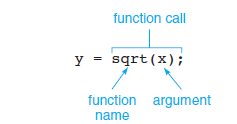 function call
y = sqrt(x);
function argument
name